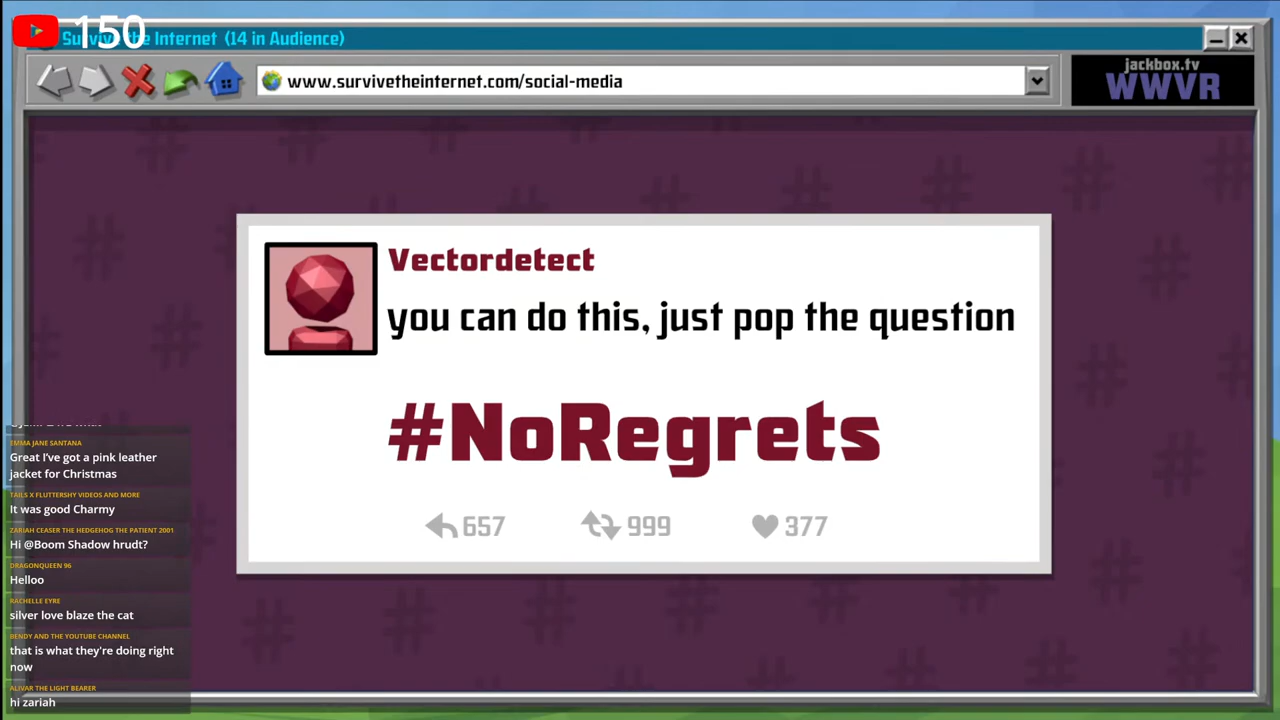 150
Survive the Internet (14 in Audience)
www.survivetheinternet.com/social-media
jackbox.tv
WWVR
Vectordetect
you can do this, just pop the question
#NoRegrets
657 999 377
EMMA JANE SANTANA
Great I've got a pink leather
jacket for Christmas
TAILS X FLUTTERSHY VIDEOS AND MORE
It was good Charmy
ZARIAH CEASER THE HEDGEHOG THE PATIENT 2001
Hi @Boom Shadow hrudt?
DRAGONQUEEN 96
Helloo
RACHELLE EYRE
silver love blaze the cat
BENDY AND THE YOUTUBE CHANNEL
that is what they're doing right
now
ALIVAR THE LIGHT BEARER
hi zariah